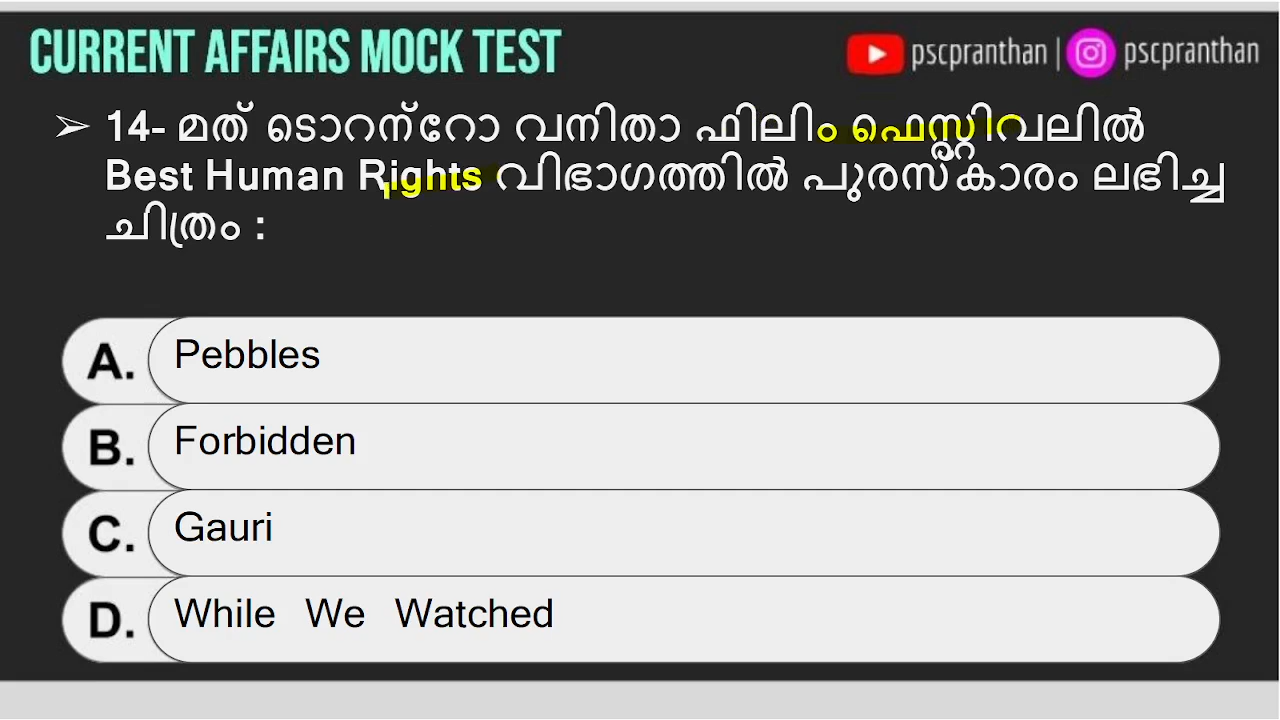 CURRENT AFFAIRS MOCK TEST
pscpranthan | pscpranthan
➢ 14- മത് ടൊറന്റോ വനിതാ ഫിലിം ഫെസ്റ്റിവലിൽ
Best Human Rights വിഭാഗത്തിൽ പുരസ്കാരം ലഭിച്ച
ചിത്രം :
A. Pebbles
B. Forbidden
C. Gauri
D. While We Watched